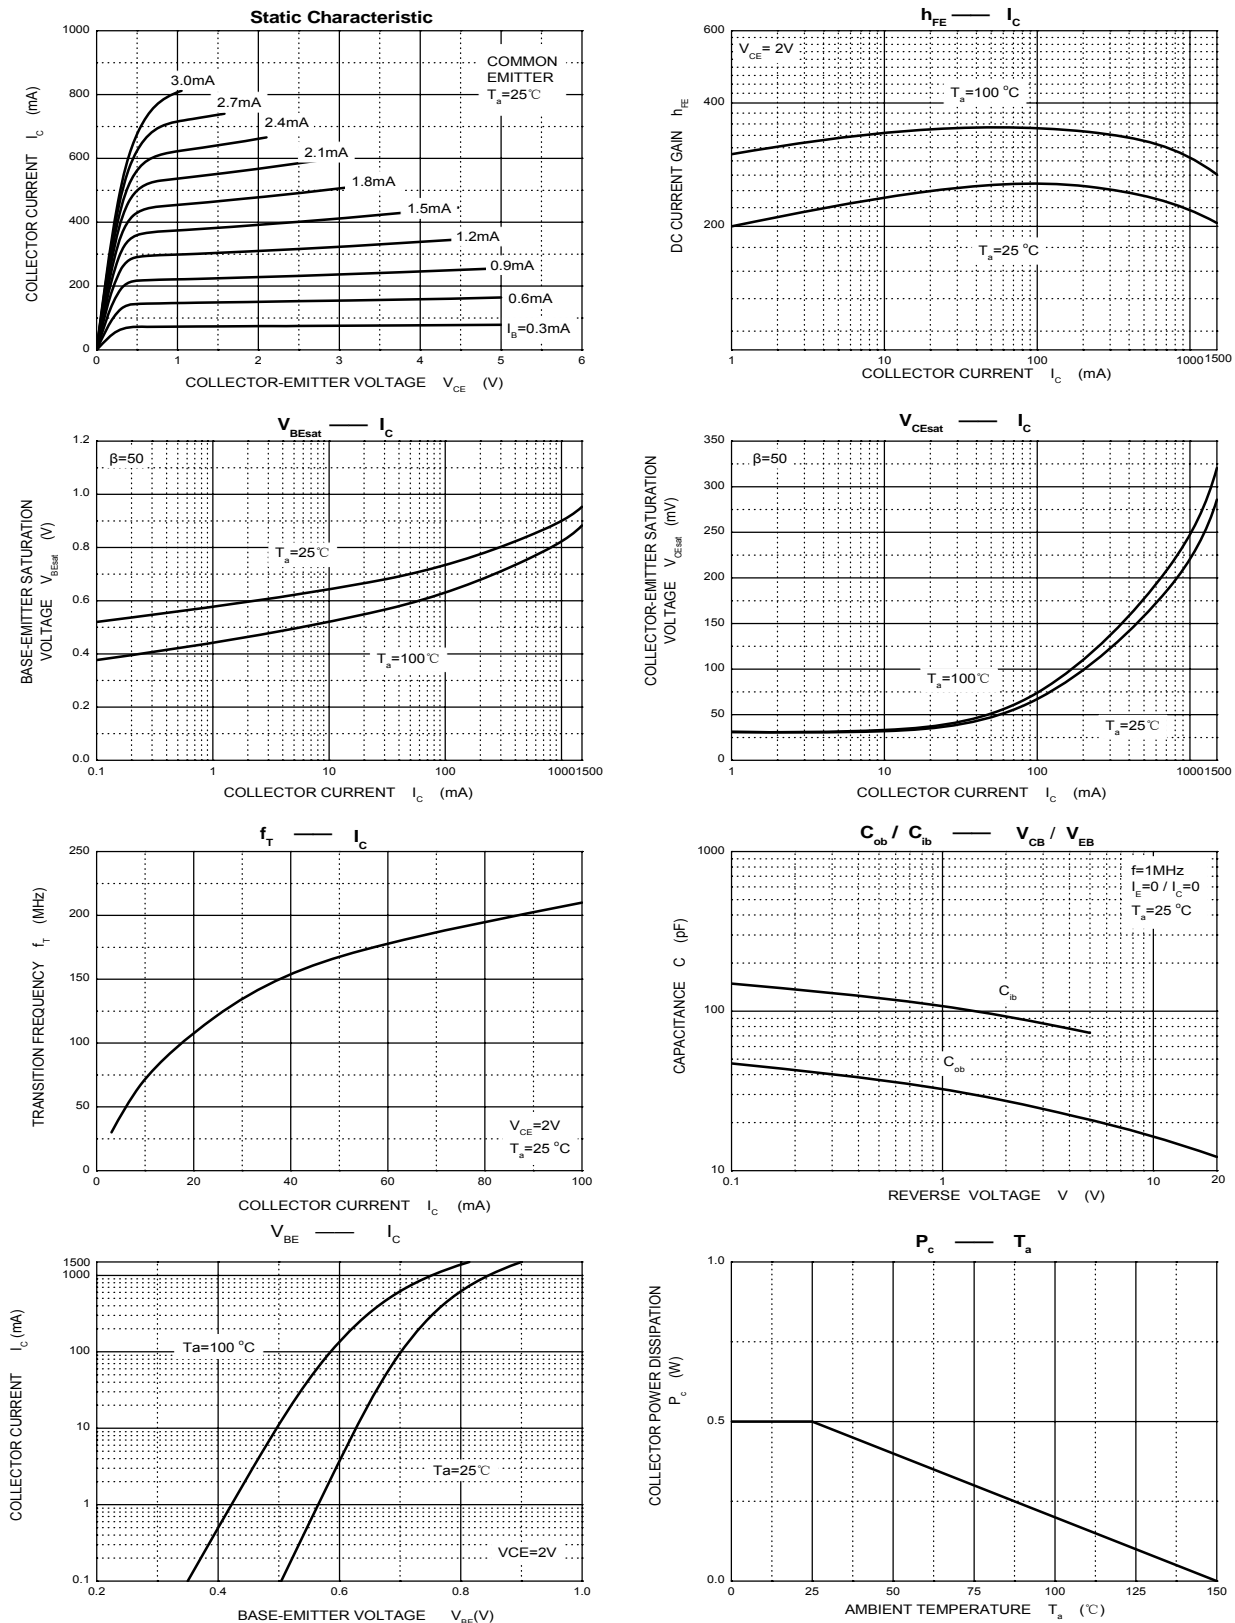 Static Characteristic
1000
800
600
400
200
0
0 1 2 3 4 5 6
COLLECTOR CURRENT I_C (mA)
COLLECTOR-EMITTER VOLTAGE V_CE (V)
COMMON
EMITTER
T_a=25℃
3.0mA
2.7mA
2.4mA
2.1mA
1.8mA
1.5mA
1.2mA
0.9mA
0.6mA
I_B=0.3mA
h_FE —— I_C
600
400
200
1 10 100 1000 1500
DC CURRENT GAIN h_FE
COLLECTOR CURRENT I_C (mA)
V_CE= 2V
T_a=100 °C
T_a=25 °C
V_BEsat —— I_C
1.2
1.0
0.8
0.6
0.4
0.2
0.0
0.1 1 10 100 1000 1500
BASE-EMITTER SATURATION
VOLTAGE V_BEsat (V)
COLLECTOR CURRENT I_C (mA)
β=50
T_a=25℃
T_a=100℃
V_CEsat —— I_C
350
300
250
200
150
100
50
0
1 10 100 1000 1500
COLLECTOR-EMITTER SATURATION
VOLTAGE V_CEsat (mV)
COLLECTOR CURRENT I_C (mA)
β=50
T_a=100℃
T_a=25℃
f_T —— I_C
250
200
150
100
50
0
0 20 40 60 80 100
TRANSITION FREQUENCY f_T (MHz)
COLLECTOR CURRENT I_C (mA)
V_CE=2V
T_a=25 °C
C_ob / C_ib —— V_CB / V_EB
1000
100
10
0.1 1 10 20
CAPACITANCE C (pF)
REVERSE VOLTAGE V (V)
f=1MHz
I_E=0 / I_C=0
T_a=25 °C
C_ib
C_ob
V_BE —— I_C
1500
1000
100
10
1
0.1
0.2 0.4 0.6 0.8 1.0
COLLECTOR CURRENT I_C (mA)
BASE-EMITTER VOLTAGE V_BE(V)
Ta=100 °C
Ta=25℃
VCE=2V
P_c —— T_a
1.0
0.5
0.0
0 25 50 75 100 125 150
COLLECTOR POWER DISSIPATION
P_c (W)
AMBIENT TEMPERATURE T_a (℃)